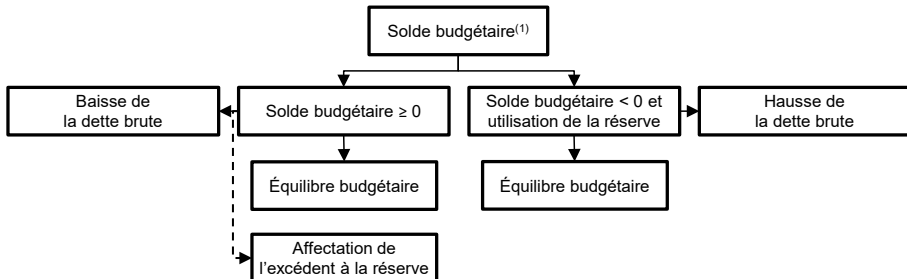 Solde budgétaire(1)
Baisse de
la dette brute
Solde budgétaire ≥ 0
Solde budgétaire < 0 et
utilisation de la réserve
Hausse de
la dette brute
Équilibre budgétaire
Équilibre budgétaire
Affectation de
l'excédent à la réserve